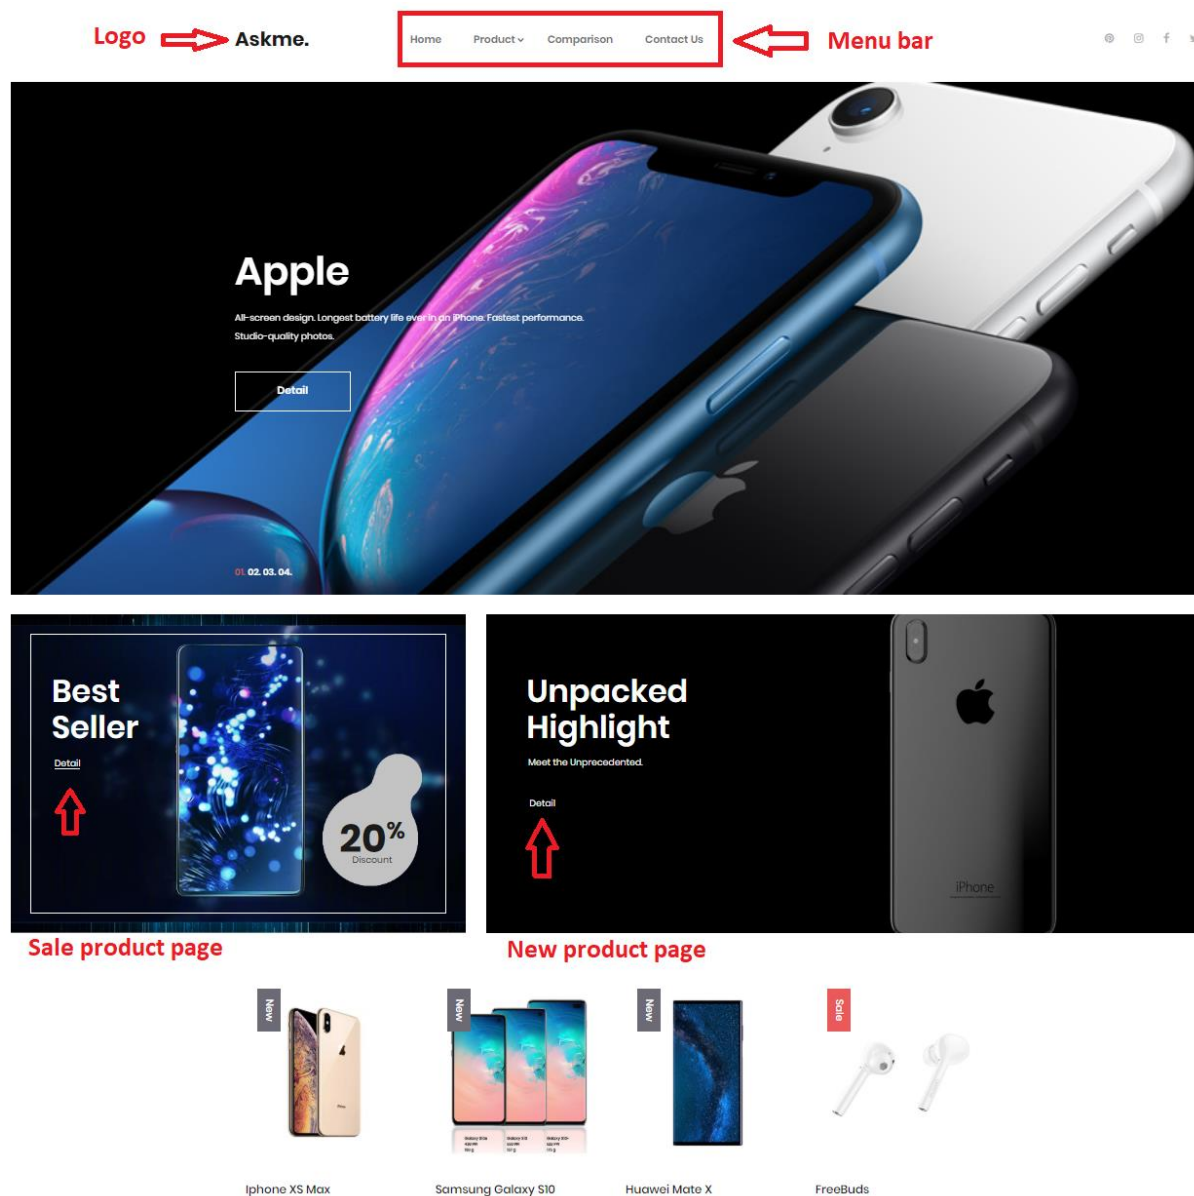 Logo
Askme.
Home Product Comparison Contact Us
Menu bar
Apple
All-screen design. Longest battery life ever in an iPhone. Fastest performance.
Studio-quality photos.
Detail
01. 02. 03. 04.
Best
Seller
Detail
20%
Discount
Unpacked
Highlight
Meet the Unprecedented.
Detail
iPhone
Sale product page
New product page
New
New
New
Sale
Iphone XS Max
Samsung Galaxy S10
Huawei Mate X
FreeBuds